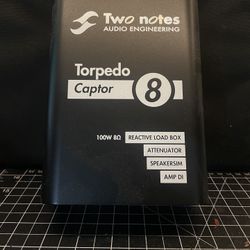 Two notes
AUDIO ENGINEERING
Torpedo
Captor 8
100W 8Ω REACTIVE LOAD BOX
ATTENUATOR
SPEAKERSIM
AMP DI